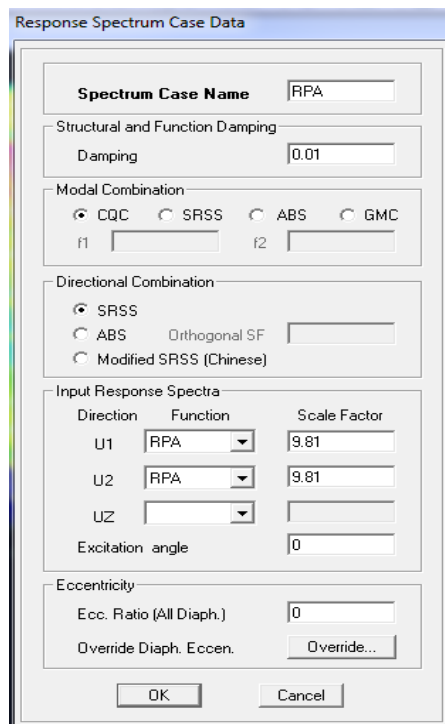 Response Spectrum Case Data
Spectrum Case Name RPA
Structural and Function Damping
Damping 0.01
Modal Combination
CQC SRSS ABS GMC
f1 f2
Directional Combination
SRSS
ABS Orthogonal SF
Modified SRSS (Chinese)
Input Response Spectra
Direction Function Scale Factor
U1 RPA 9.81
U2 RPA 9.81
UZ
Excitation angle 0
Eccentricity
Ecc. Ratio (All Diaph.) 0
Override Diaph. Eccen. Override...
OK Cancel